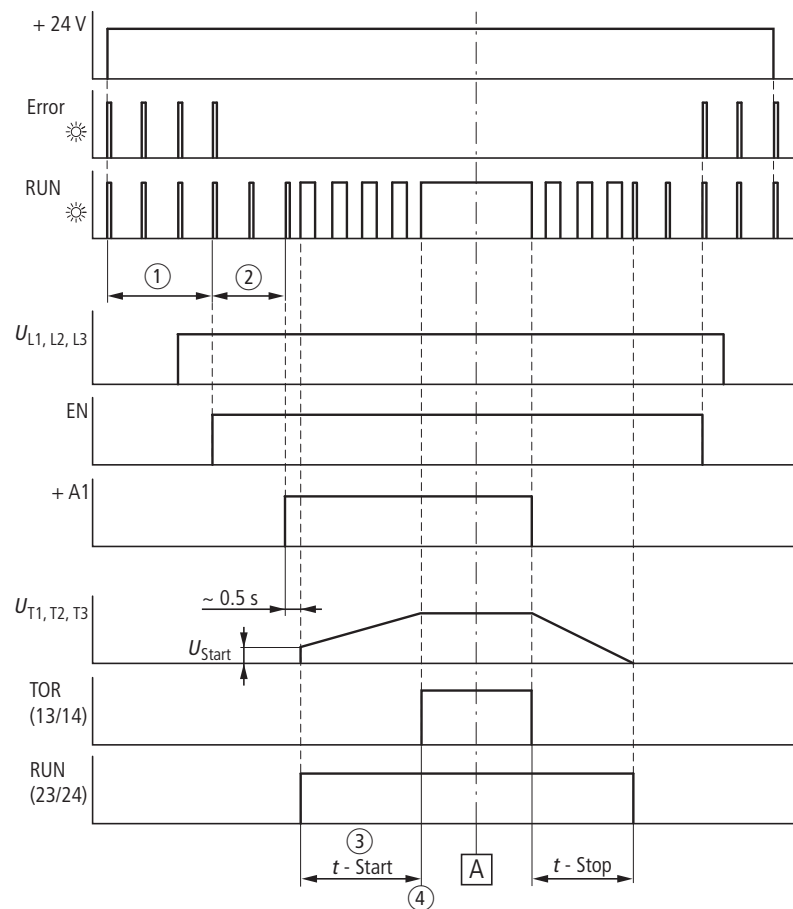 + 24 V
Error
RUN
① ②
U L1, L2, L3
EN
+ A1
~ 0.5 s
U T1, T2, T3
U Start
TOR
(13/14)
RUN
(23/24)
③
t - Start A t - Stop
④